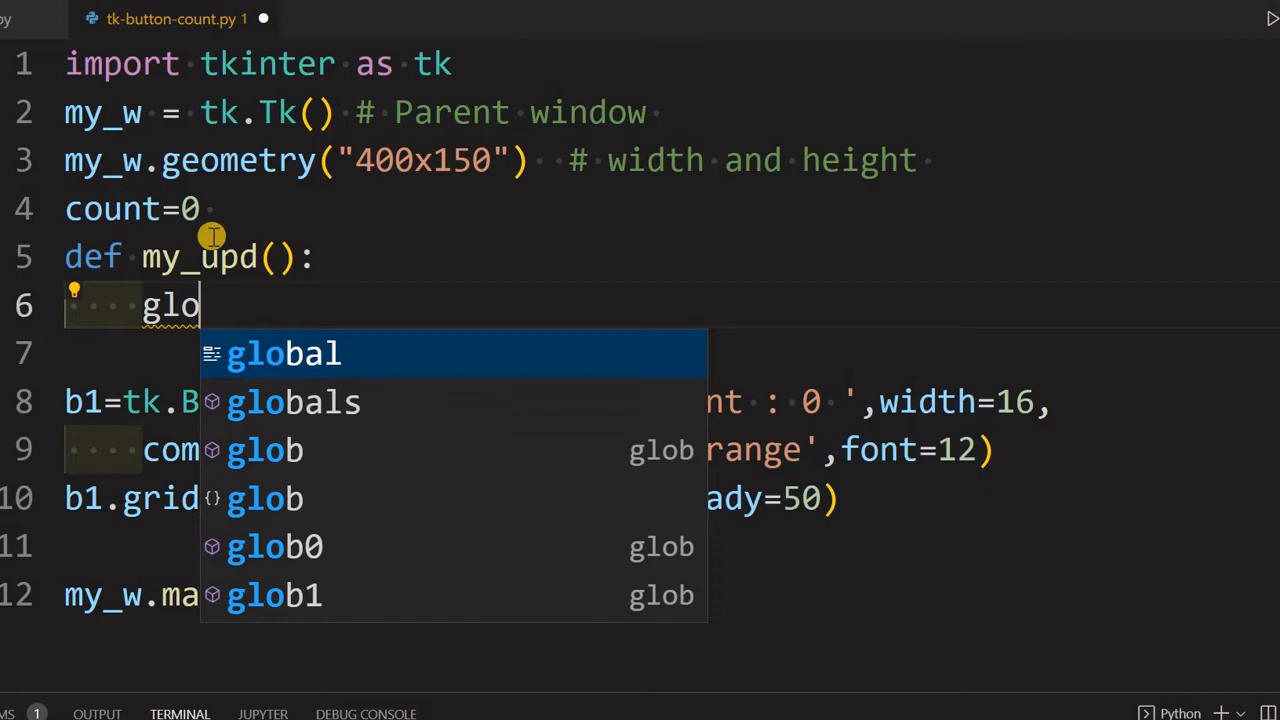 py tk-button-count.py 1
1 import tkinter as tk
2 my_w = tk.Tk() # Parent window
3 my_w.geometry("400x150") # width and height
4 count=0
5 def my_upd():
6 glo
global
7
globals
8 b1=tk.B nt : 0 ',width=16,
glob glob
9 com range',font=12)
glob
10 b1.grid ady=50)
glob0 glob
11
glob1 glob
12 my_w.ma
MS 1 OUTPUT TERMINAL JUPYTER DEBUG CONSOLE Python